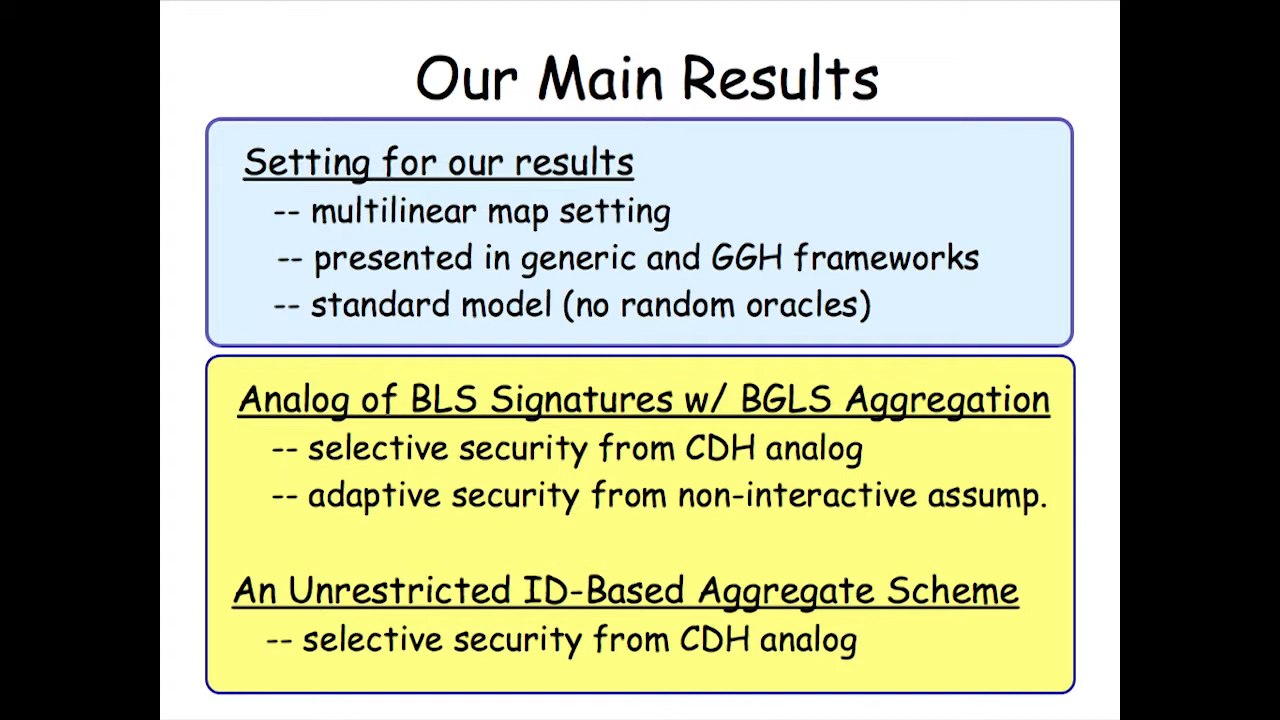 Our Main Results
Setting for our results
-- multilinear map setting
-- presented in generic and GGH frameworks
-- standard model (no random oracles)
Analog of BLS Signatures w/ BGLS Aggregation
-- selective security from CDH analog
-- adaptive security from non-interactive assump.
An Unrestricted ID-Based Aggregate Scheme
-- selective security from CDH analog